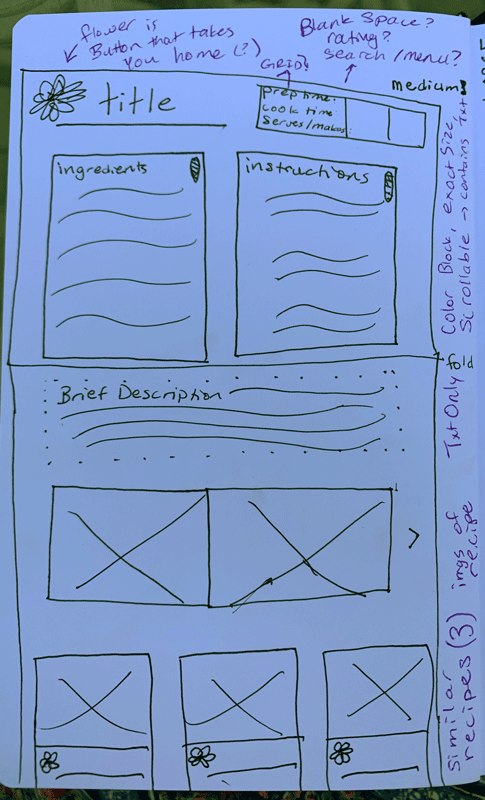 flower is
Button that takes
you home (?)
Blank Space?
rating?
search/menu?
GRID?
medium
title
prep time:
Cook time
serves/makes:
ingredients
instructions
Color Block, exact size,
Scrollable → contains txt
fold
Brief Description
Txt Only
imgs of
recipe
>
Similar
recipes (3)